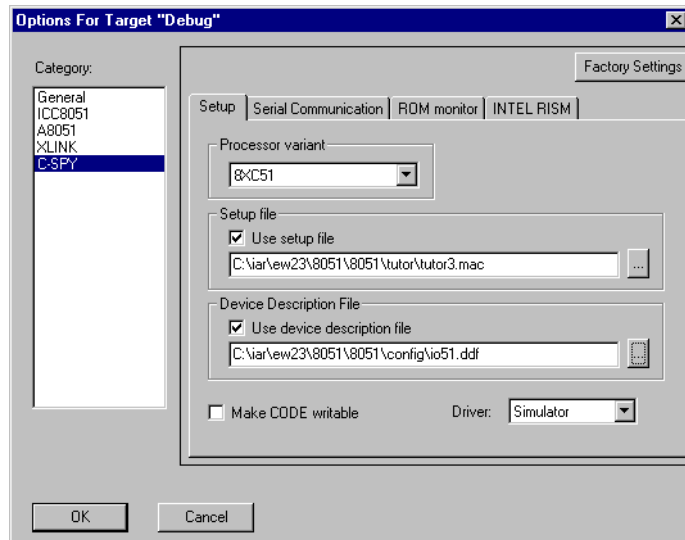 Options For Target "Debug"
Category:
General
ICC8051
A8051
XLINK
C-SPY
Factory Settings
Setup
Serial Communication
ROM monitor
INTEL RISM
Processor variant
8XC51
Setup file
Use setup file
C:\iar\ew23\8051\8051\tutor\tutor3.mac
...
Device Description File
Use device description file
C:\iar\ew23\8051\8051\config\io51.ddf
...
Make CODE writable
Driver:
Simulator
OK
Cancel